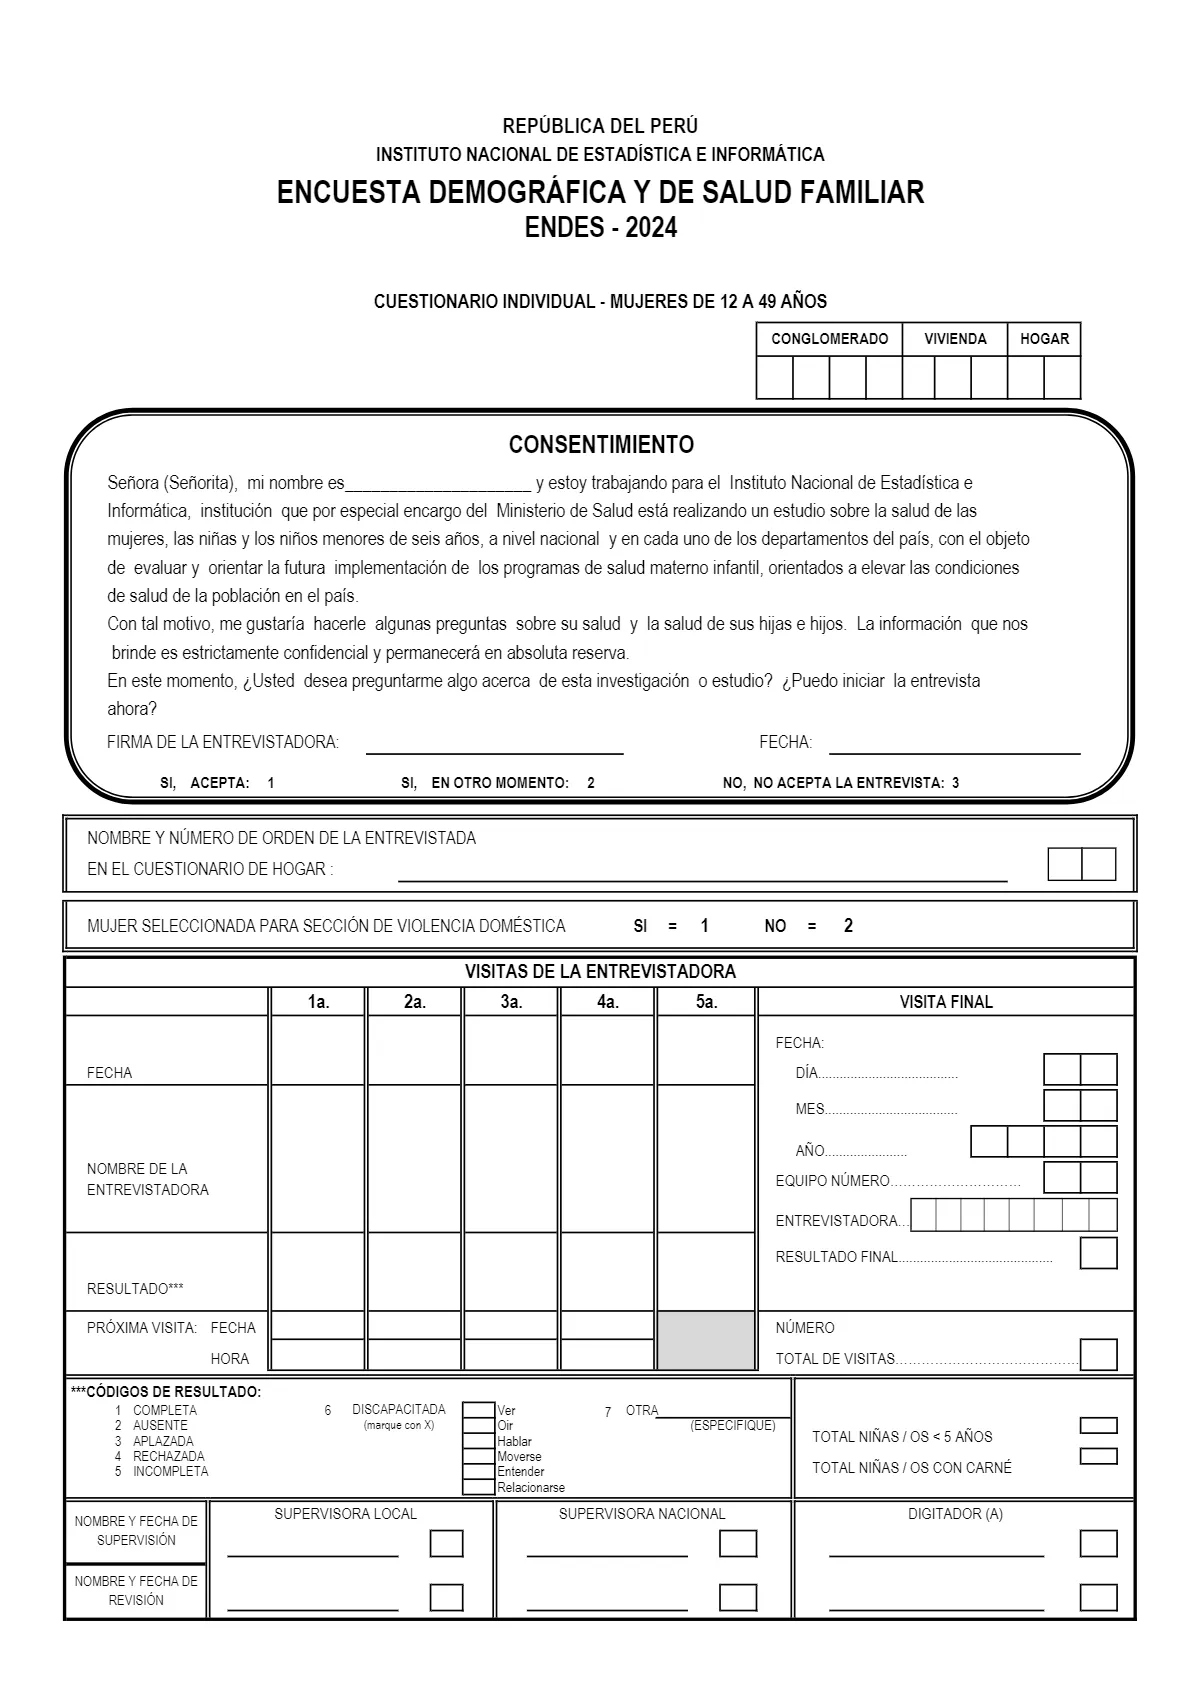 REPÚBLICA DEL PERÚ
INSTITUTO NACIONAL DE ESTADÍSTICA E INFORMÁTICA
ENCUESTA DEMOGRÁFICA Y DE SALUD FAMILIAR
ENDES - 2024
CUESTIONARIO INDIVIDUAL - MUJERES DE 12 A 49 AÑOS
CONGLOMERADO VIVIENDA HOGAR
CONSENTIMIENTO
Señora (Señorita), mi nombre es_____________________ y estoy trabajando para el Instituto Nacional de Estadística e
Informática, institución que por especial encargo del Ministerio de Salud está realizando un estudio sobre la salud de las
mujeres, las niñas y los niños menores de seis años, a nivel nacional y en cada uno de los departamentos del país, con el objeto
de evaluar y orientar la futura implementación de los programas de salud materno infantil, orientados a elevar las condiciones
de salud de la población en el país.
Con tal motivo, me gustaría hacerle algunas preguntas sobre su salud y la salud de sus hijas e hijos. La información que nos
brinde es estrictamente confidencial y permanecerá en absoluta reserva.
En este momento, ¿Usted desea preguntarme algo acerca de esta investigación o estudio? ¿Puedo iniciar la entrevista
ahora?
FIRMA DE LA ENTREVISTADORA: FECHA:
SI, ACEPTA: 1 SI, EN OTRO MOMENTO: 2 NO, NO ACEPTA LA ENTREVISTA: 3
NOMBRE Y NÚMERO DE ORDEN DE LA ENTREVISTADA
EN EL CUESTIONARIO DE HOGAR :
MUJER SELECCIONADA PARA SECCIÓN DE VIOLENCIA DOMÉSTICA SI = 1 NO = 2
VISITAS DE LA ENTREVISTADORA
1a. 2a. 3a. 4a. 5a. VISITA FINAL
FECHA:
FECHA DÍA.......................................
MES.....................................
AÑO.......................
NOMBRE DE LA
ENTREVISTADORA
EQUIPO NÚMERO…………………………
ENTREVISTADORA…
RESULTADO FINAL...........................................
RESULTADO***
PRÓXIMA VISITA: FECHA NÚMERO
HORA TOTAL DE VISITAS……………………………………
***CÓDIGOS DE RESULTADO:
1 COMPLETA 6 DISCAPACITADA Ver 7 OTRA
2 AUSENTE (marque con X) Oir (ESPECIFIQUE)
3 APLAZADA Hablar TOTAL NIÑAS / OS < 5 AÑOS
4 RECHAZADA Moverse
5 INCOMPLETA Entender TOTAL NIÑAS / OS CON CARNÉ
Relacionarse
NOMBRE Y FECHA DE
SUPERVISIÓN
SUPERVISORA LOCAL SUPERVISORA NACIONAL DIGITADOR (A)
NOMBRE Y FECHA DE
REVISIÓN